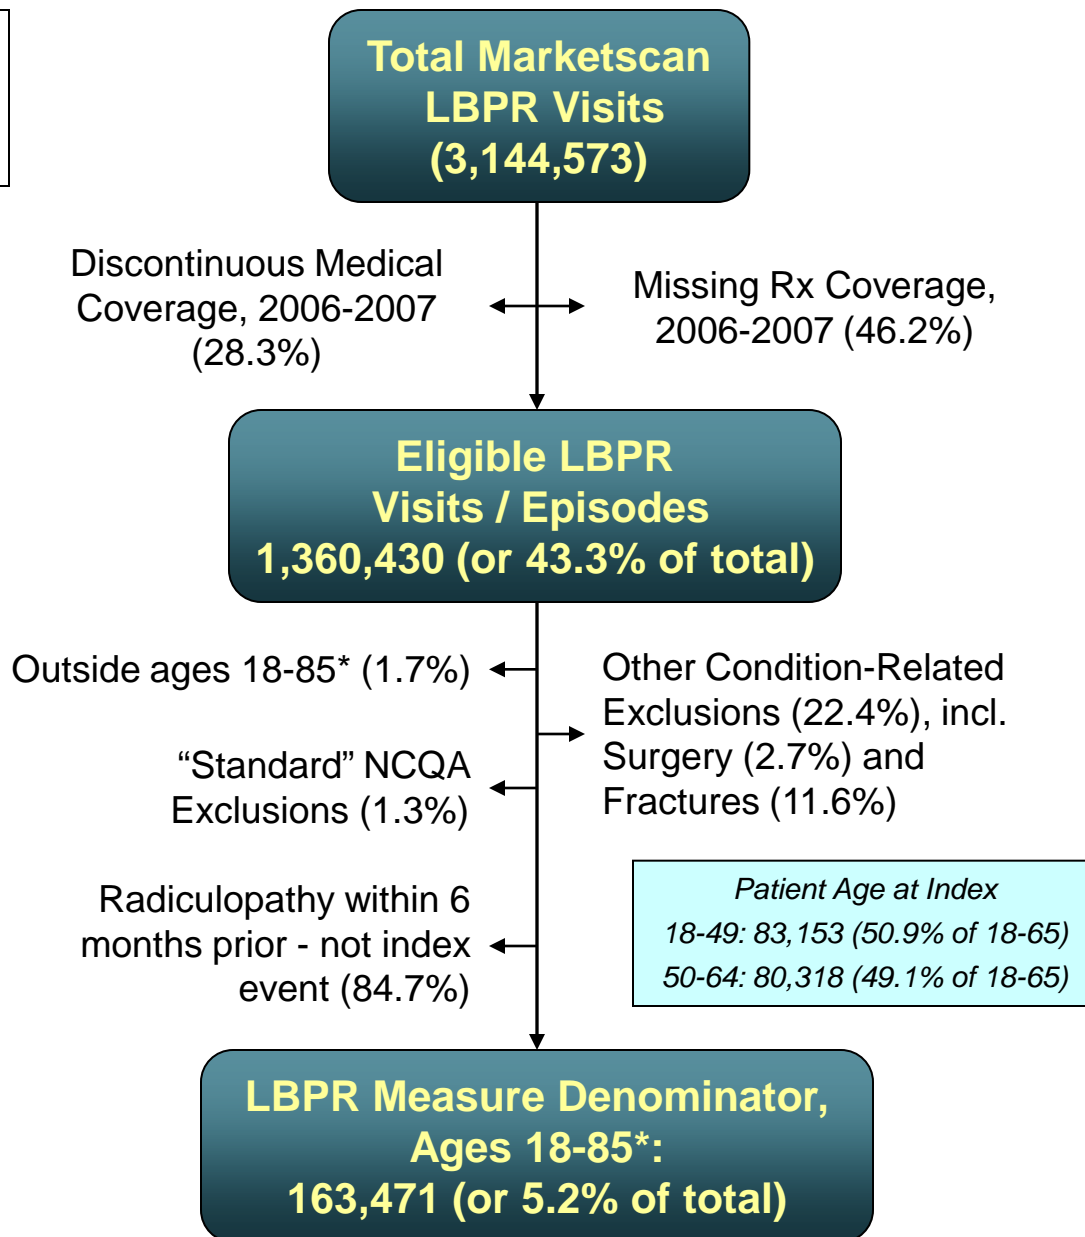 Total Marketscan
LBPR Visits
(3,144,573)
Discontinuous Medical
Coverage, 2006-2007
(28.3%)
Missing Rx Coverage,
2006-2007 (46.2%)
Eligible LBPR
Visits / Episodes
1,360,430 (or 43.3% of total)
Outside ages 18-85* (1.7%)
Other Condition-Related
Exclusions (22.4%), incl.
Surgery (2.7%) and
Fractures (11.6%)
“Standard” NCQA
Exclusions (1.3%)
Radiculopathy within 6
months prior - not index
event (84.7%)
Patient Age at Index
18-49: 83,153 (50.9% of 18-65)
50-64: 80,318 (49.1% of 18-65)
LBPR Measure Denominator,
Ages 18-85*:
163,471 (or 5.2% of total)